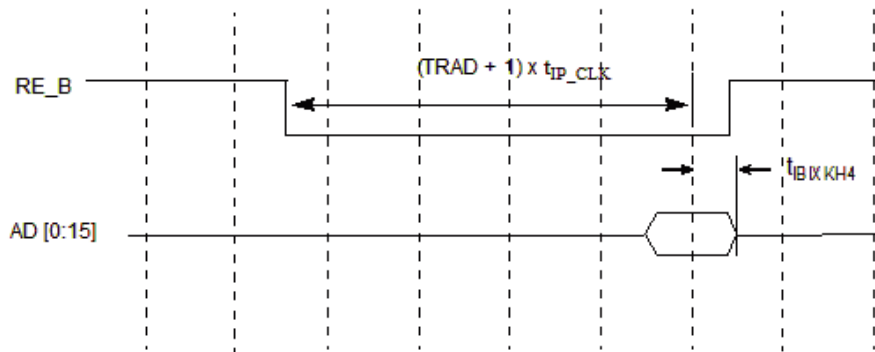 (TRAD + 1) x tIP_CLK
RE_B
tIBIXKH4
AD [0:15]